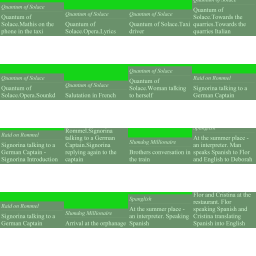 Quantum of Solace
Quantum of
Solace.Mathis on the
phone in the taxi
Quantum of Solace
Quantum of
Solace.Opera.Lyrics
Quantum of Solace
Quantum of Solace.Taxi
driver
Quantum of
Solace.Towards the
quarries.Towards the
quarries Italian
Quantum of Solace
Quantum of
Solace.Opera.Sounkd
Quantum of Solace
Salutation in French
Quantum of Solace
Quantum of
Solace.Woman talking
to herself
Raid on Rommel
Signorina talking to a
German Captain
Raid on Rommel
Signorina talking to a
German Captain -
Signorina Introduction
Rommel.Signorina
talking to a German
Captain.Signorina
replying again to the
captain
Slumdog Millionaire
Brothers conversation in
the train
Spanglish
At the summer place -
an interpreter. Man
speaks Spanish to Flor
and English to Deborah
Raid on Rommel
Signorina talking to a
German Captain
Slumdog Millionaire
Arrival at the orphanage
Spanglish
At the summer place -
an interpreter. Speaking
Spanish
Flor and Cristina at the
restaurant. Flor
speaking Spanish and
Cristina translating
Spanish into English